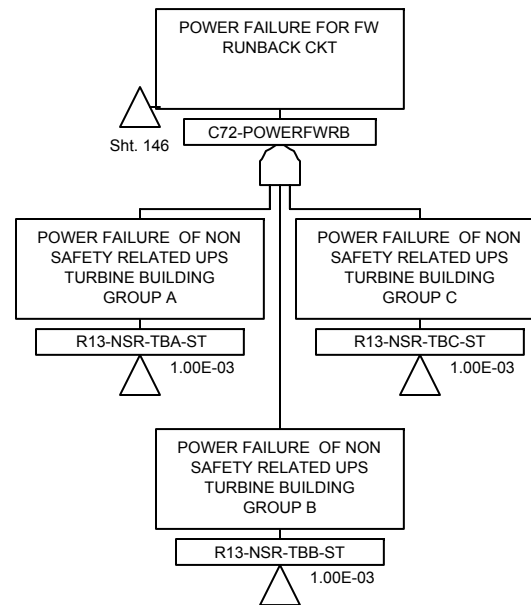 POWER FAILURE FOR FW
RUNBACK CKT
C72-POWERFWRB
Sht. 146
POWER FAILURE OF NON
SAFETY RELATED UPS
TURBINE BUILDING
GROUP A
R13-NSR-TBA-ST
1.00E-03
POWER FAILURE OF NON
SAFETY RELATED UPS
TURBINE BUILDING
GROUP C
R13-NSR-TBC-ST
1.00E-03
POWER FAILURE OF NON
SAFETY RELATED UPS
TURBINE BUILDING
GROUP B
R13-NSR-TBB-ST
1.00E-03